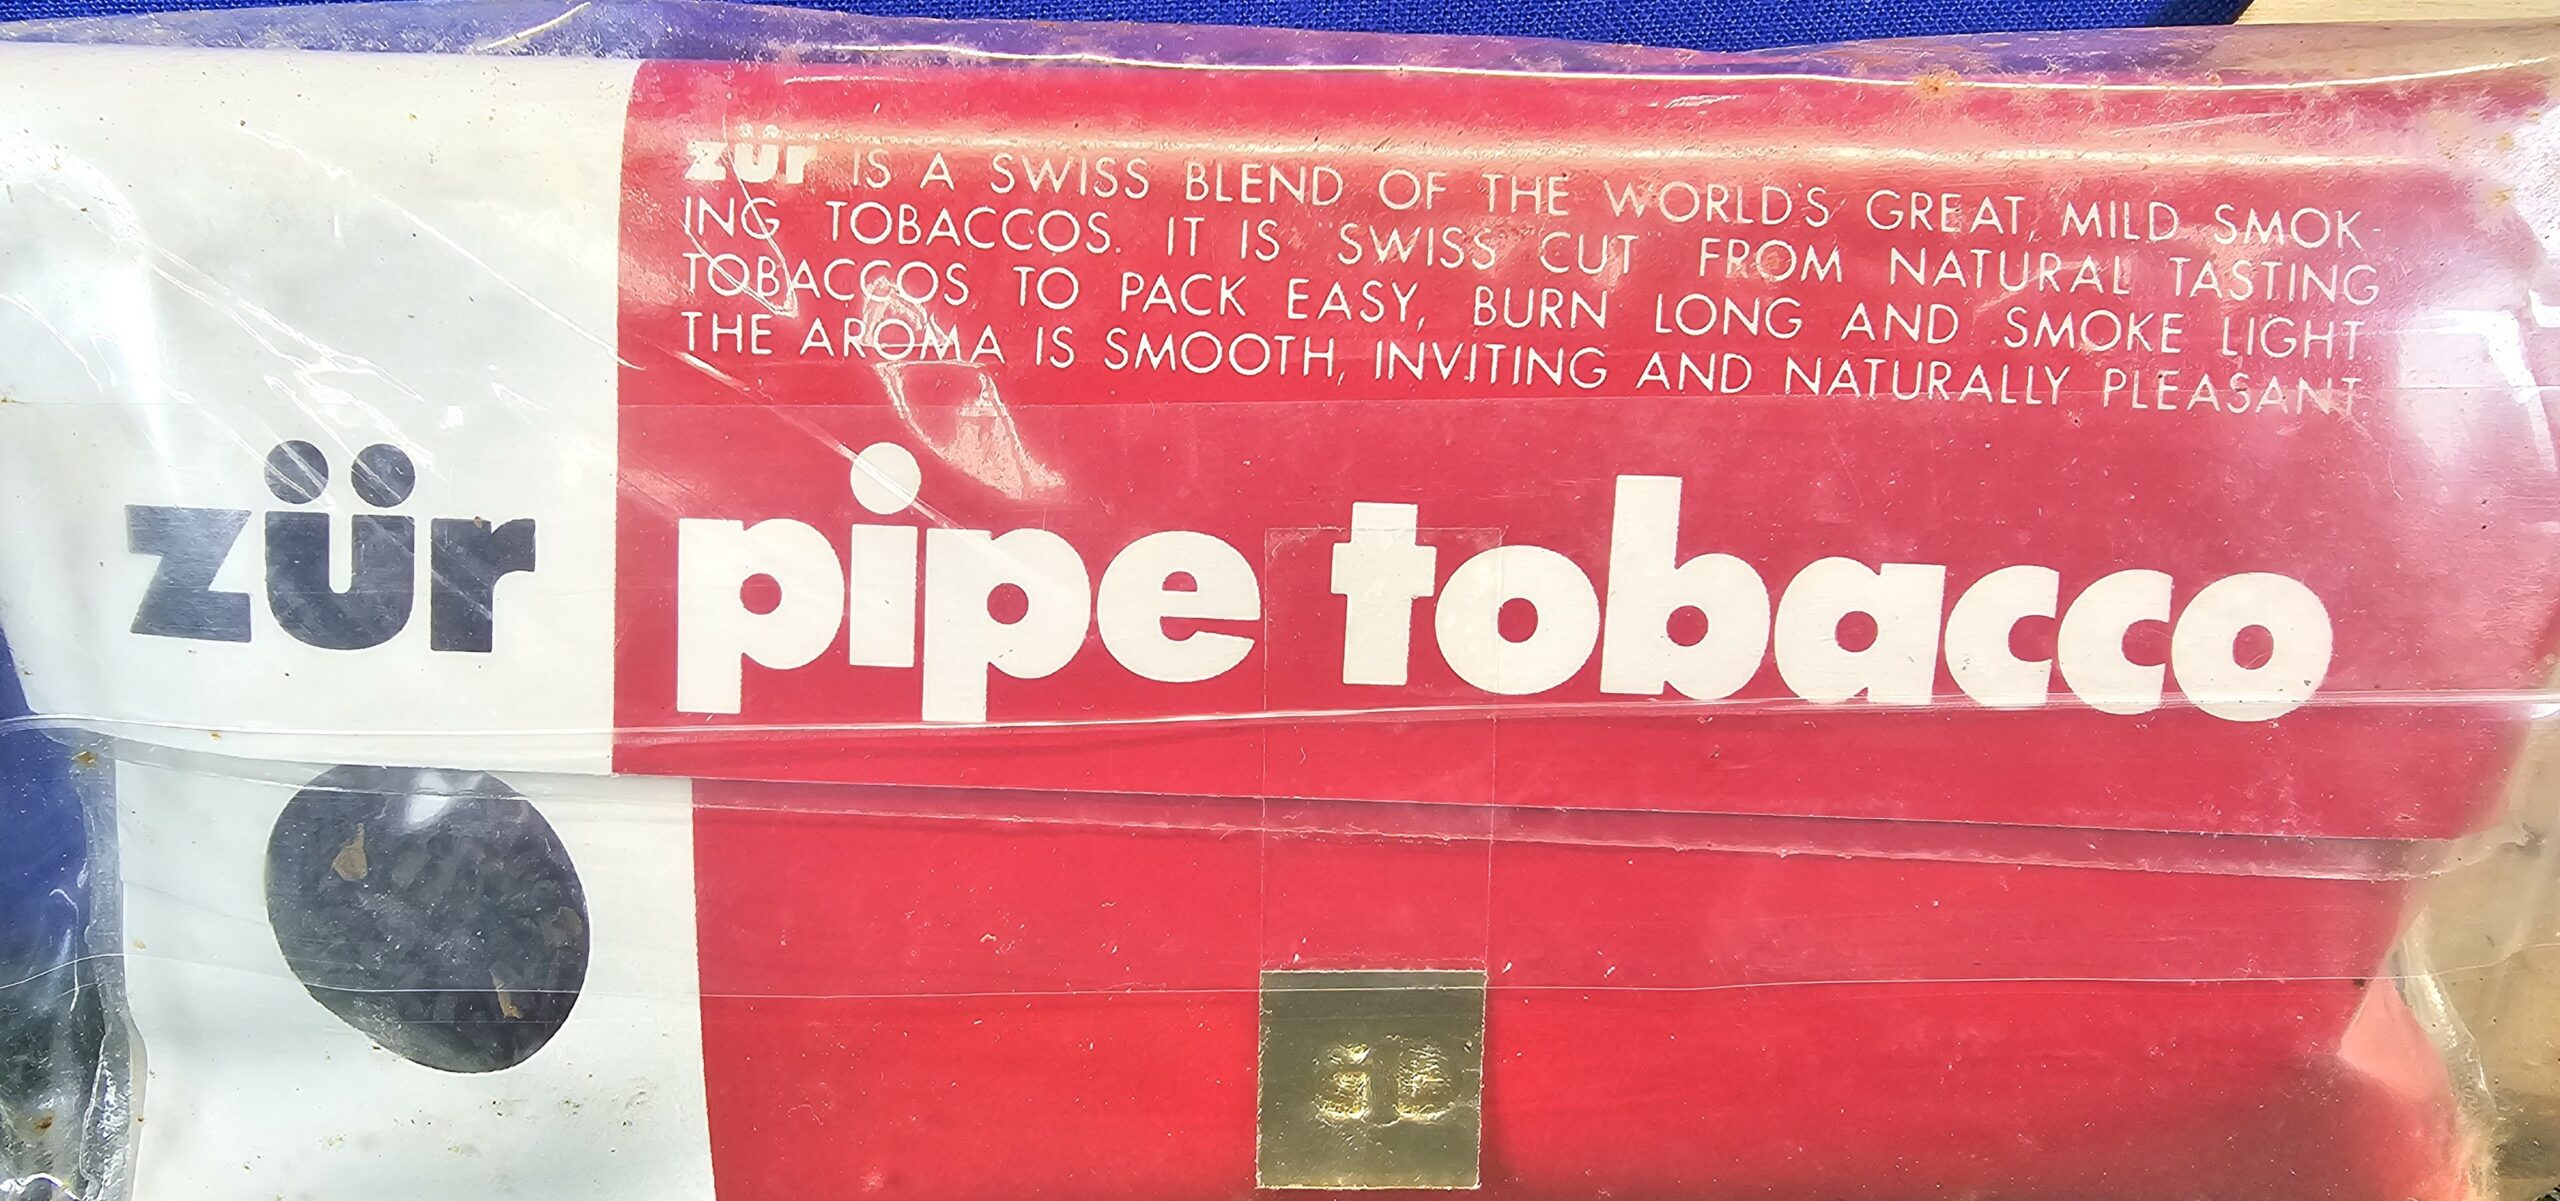 zür IS A SWISS BLEND OF THE WORLD'S GREAT, MILD SMOK-
ING TOBACCOS. IT IS "SWISS CUT" FROM NATURAL TASTING
TOBACCOS TO PACK EASY, BURN LONG AND SMOKE LIGHT.
THE AROMA IS SMOOTH, INVITING AND NATURALLY PLEASANT
zür pipe tobacco